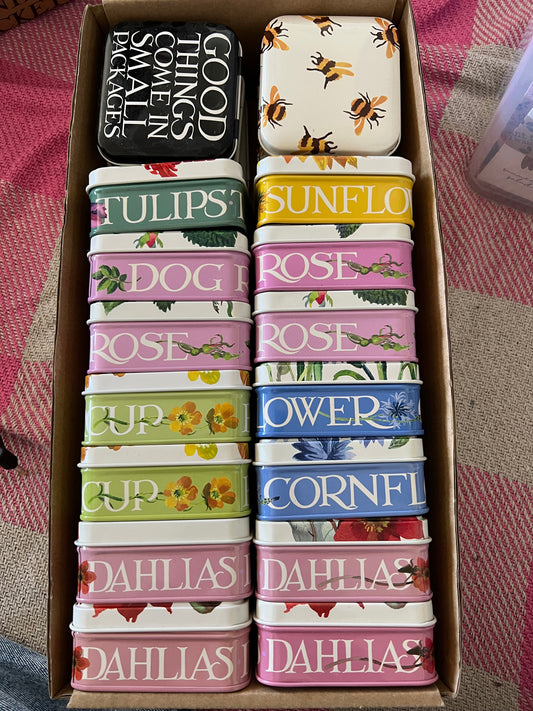 GOOD
THINGS
COME IN
SMALL
PACKAGES
TULIPS·T
SUNFLO
DOG R
ROSE
ROSE
ROSE
CUP
LOWER
CUP
CORNFL
DAHLIAS
DAHLIAS
DAHLIAS
DAHLIAS